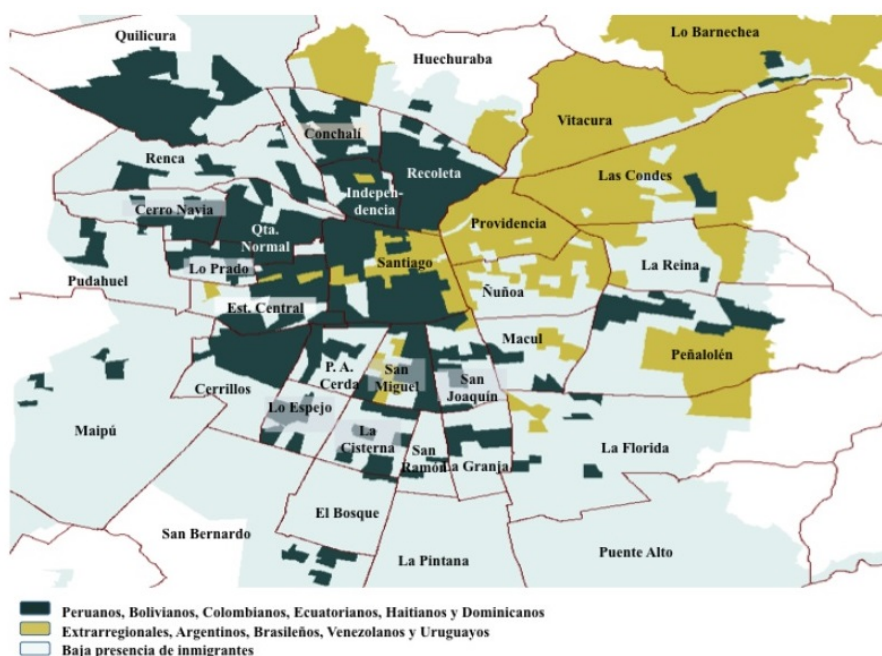 Quilicura
Lo Barnechea
Huechuraba
Vitacura
Conchalí
Renca
Recoleta
Las Condes
Indepen-
dencia
Cerro Navia
Providencia
Qta.
Normal
Santiago
La Reina
Lo Prado
Pudahuel
Ñuñoa
Est. Central
Macul
Peñalolén
P. A.
Cerda
San
Miguel
San
Joaquín
Cerrillos
Lo Espejo
Maipú
La
Cisterna
San
Ramón
La Granja
La Florida
El Bosque
San Bernardo
La Pintana
Puente Alto
Peruanos, Bolivianos, Colombianos, Ecuatorianos, Haitianos y Dominicanos
Extrarregionales, Argentinos, Brasileños, Venezolanos y Uruguayos
Baja presencia de inmigrantes